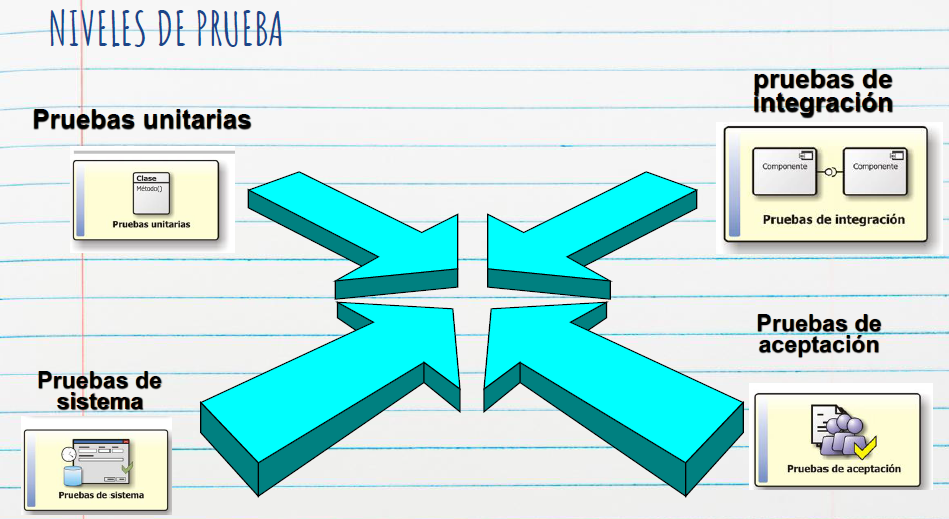 NIVELES DE PRUEBA
Pruebas unitarias
Clase
Método()
Pruebas unitarias
pruebas de
integración
Componente
Componente
Pruebas de integración
Pruebas de
sistema
Pruebas de sistema
Pruebas de
aceptación
Pruebas de aceptación